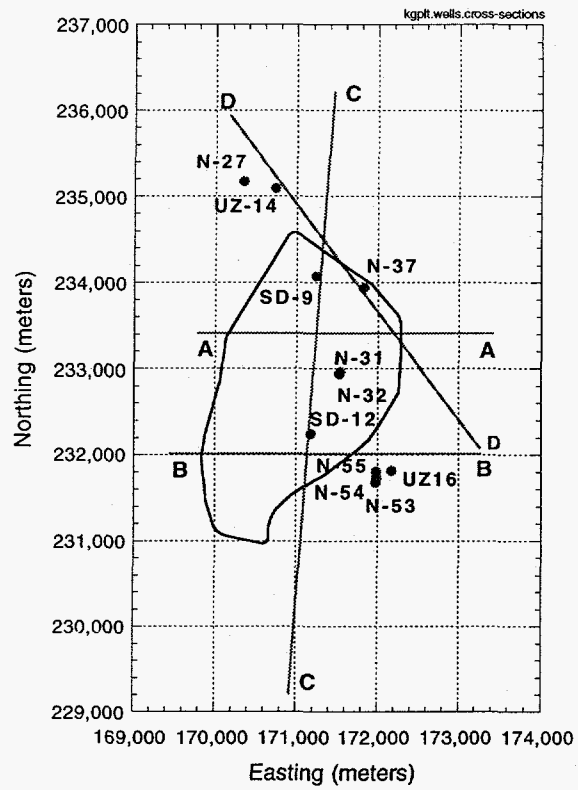 kgplt.wells.cross-sections
237,000
236,000
235,000
234,000
233,000
232,000
231,000
230,000
229,000
Northing (meters)
C
D
N-27
UZ-14
N-37
SD-9
A
A
N-31
N-32
SD-12
D
B
B
N-55
UZ16
N-54
N-53
C
169,000 170,000 171,000 172,000 173,000 174,000
Easting (meters)